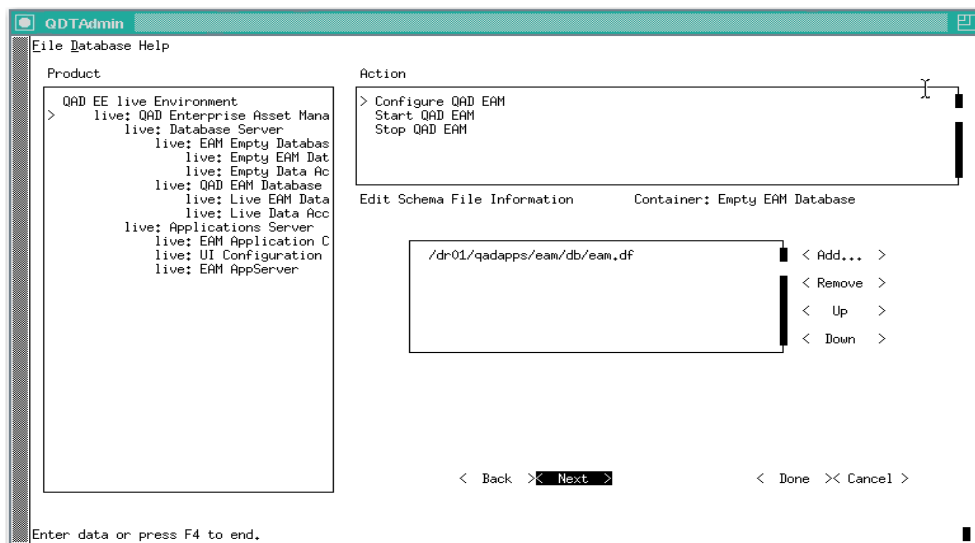 QDTAdmin
File Database Help
Product
Action
QAD EE live Environment
> live: QAD Enterprise Asset Mana
live: Database Server
live: EAM Empty Databas
live: Empty EAM Dat
live: Empty Data Ac
live: QAD EAM Database
live: Live EAM Data
live: Live Data Acc
live: Applications Server
live: EAM Application C
live: UI Configuration
live: EAM AppServer
> Configure QAD EAM
Start QAD EAM
Stop QAD EAM
Edit Schema File Information Container: Empty EAM Database
/dr01/qadapps/eam/db/eam.df
< Add... >
< Remove >
< Up >
< Down >
< Back >< Next > < Done >< Cancel >
Enter data or press F4 to end.